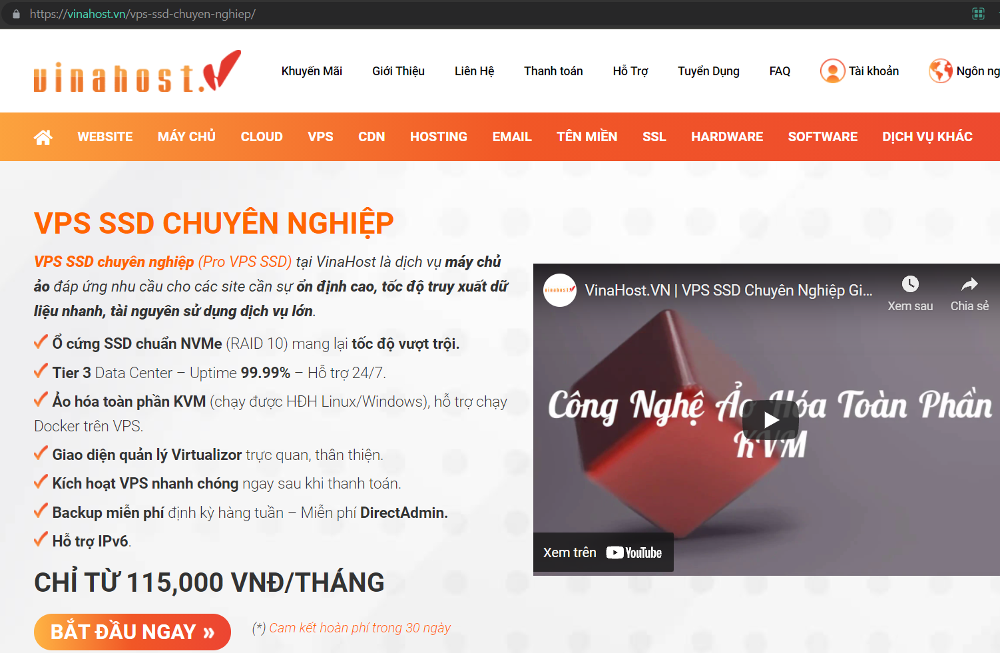 https://vinahost.vn/vps-ssd-chuyen-nghiep/
vinahost.V
Khuyến Mãi
Giới Thiệu
Liên Hệ
Thanh toán
Hỗ Trợ
Tuyển Dụng
FAQ
Tài khoản
Ngôn ng
WEBSITE
MÁY CHỦ
CLOUD
VPS
CDN
HOSTING
EMAIL
TÊN MIỀN
SSL
HARDWARE
SOFTWARE
DỊCH VỤ KHÁC
VPS SSD CHUYÊN NGHIỆP
VPS SSD chuyên nghiệp (Pro VPS SSD) tại VinaHost là dịch vụ máy chủ
ảo đáp ứng nhu cầu cho các site cần sự ổn định cao, tốc độ truy xuất dữ
liệu nhanh, tài nguyên sử dụng dịch vụ lớn.
Ổ cứng SSD chuẩn NVMe (RAID 10) mang lại tốc độ vượt trội.
Tier 3 Data Center – Uptime 99.99% – Hỗ trợ 24/7.
Ảo hóa toàn phần KVM (chạy được HĐH Linux/Windows), hỗ trợ chạy
Docker trên VPS.
Giao diện quản lý Virtualizor trực quan, thân thiện.
Kích hoạt VPS nhanh chóng ngay sau khi thanh toán.
Backup miễn phí định kỳ hàng tuần – Miễn phí DirectAdmin.
Hỗ trợ IPv6.
CHỈ TỪ 115,000 VNĐ/THÁNG
BẮT ĐẦU NGAY »
(*) Cam kết hoàn phí trong 30 ngày
vinahost.V
VinaHost.VN | VPS SSD Chuyên Nghiệp Gi...
Xem sau
Chia sẻ
Công Nghệ Ảo Hóa Toàn Phần
KVM
Xem trên YouTube